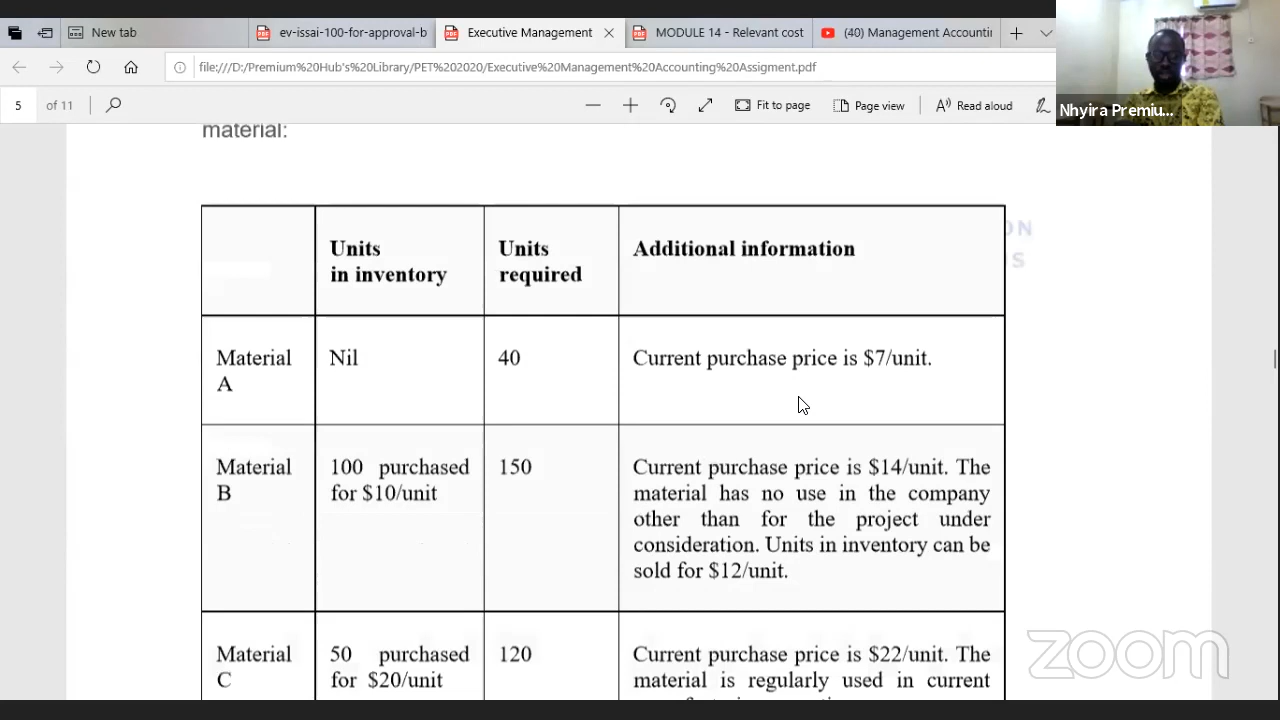 New tab
ev-issai-100-for-approval-b
Executive Management
MODULE 14 - Relevant cost
(40) Management Accountin
file:///D:/Premium%20Hub's%20Library/PET%202020/Executive%20Management%20Accounting%20Assigment.pdf
5 of 11
Fit to page
Page view
Read aloud
Nhyira Premiu...
material:
ON
S
Units
in inventory
Units
required
Additional information
Material
A
Nil
40
Current purchase price is $7/unit.
Material
B
100 purchased
for $10/unit
150
Current purchase price is $14/unit. The
material has no use in the company
other than for the project under
consideration. Units in inventory can be
sold for $12/unit.
Material
C
50 purchased
for $20/unit
120
Current purchase price is $22/unit. The
material is regularly used in current
zoom